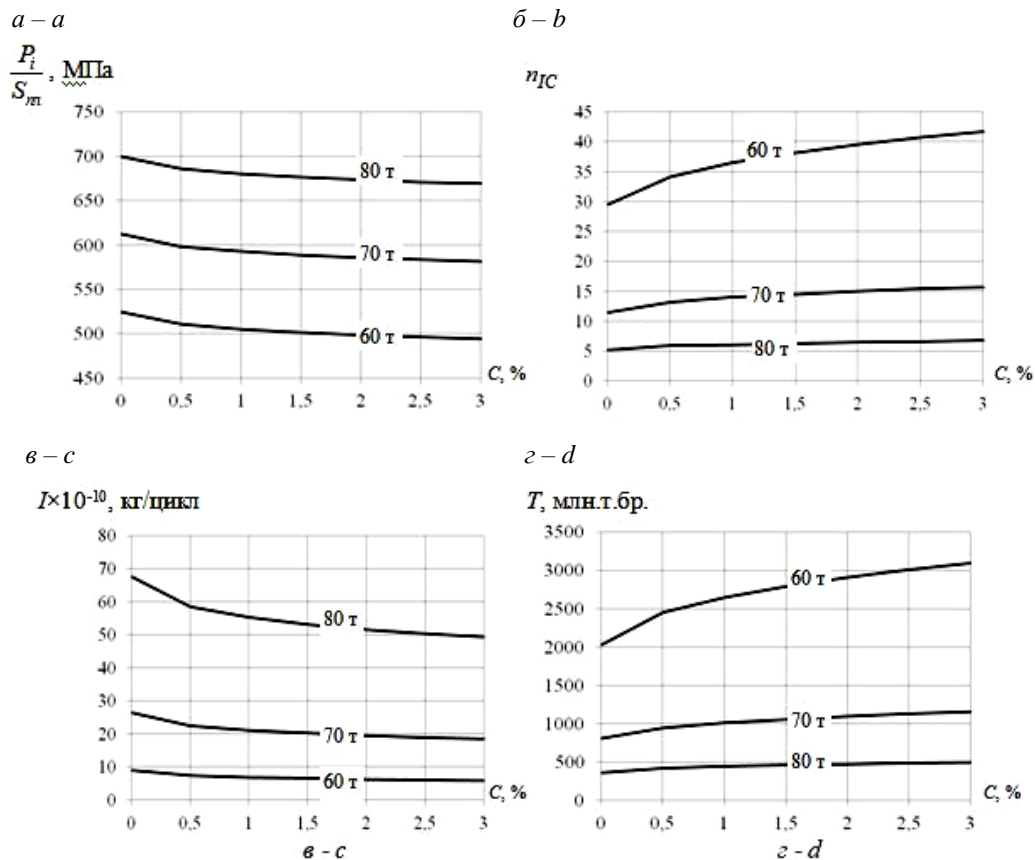 а – a
б – b
P_i / S_пл , МПа
750
700
650
600
550
500
450
80 т
70 т
60 т
C, %
0 0,5 1 1,5 2 2,5 3
n_IC
45
40
35
30
25
20
15
10
5
0
60 т
70 т
80 т
C, %
0 0,5 1 1,5 2 2,5 3
в – c
г – d
I×10⁻¹⁰, кг/цикл
80
70
60
50
40
30
20
10
0
80 т
70 т
60 т
C, %
0 0,5 1 1,5 2 2,5 3
в - c
T, млн.т.бр.
3500
3000
2500
2000
1500
1000
500
0
60 т
70 т
80 т
C, %
0 0,5 1 1,5 2 2,5 3
г - d